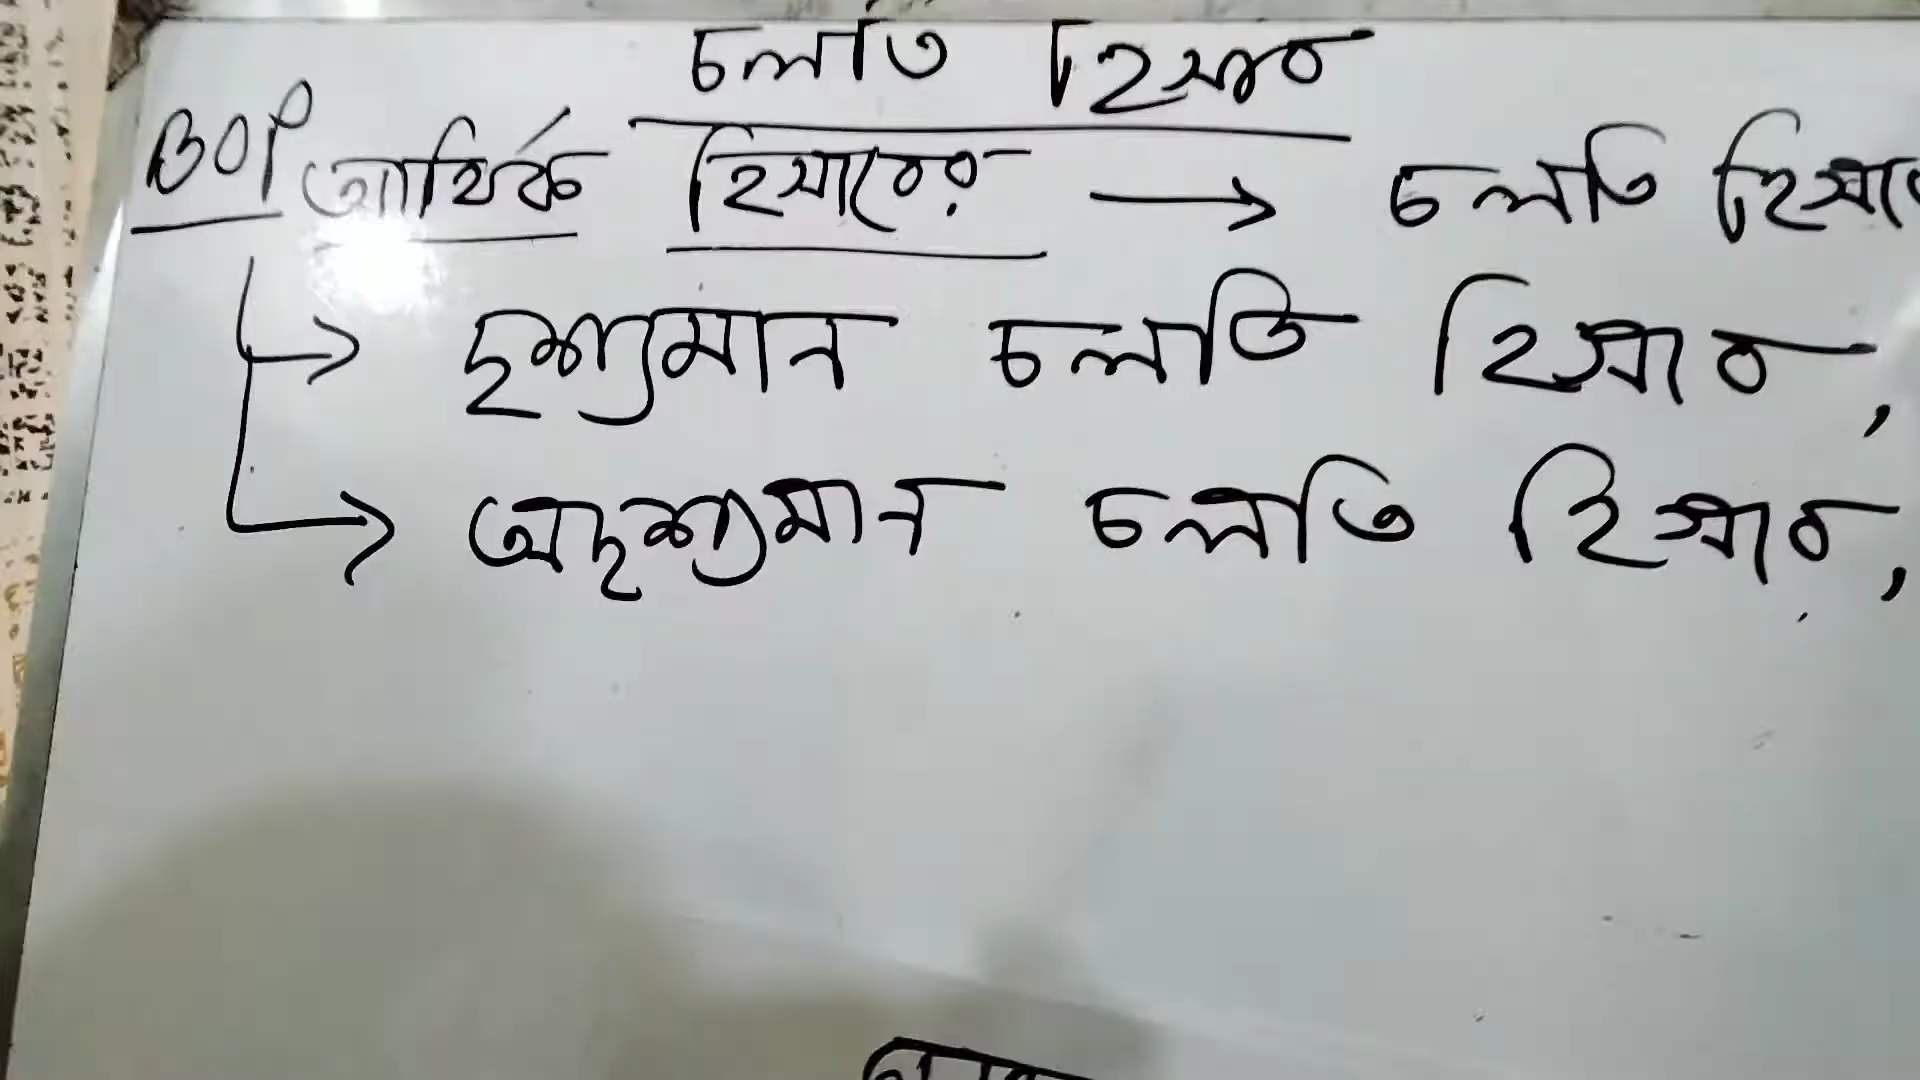 চলতি হিসাব
BOP আর্থিক হিসাবের → চলতি হিসাব
→ দৃশ্যমান চলতি হিসাব,
→ অদৃশ্যমান চলতি হিসাব,